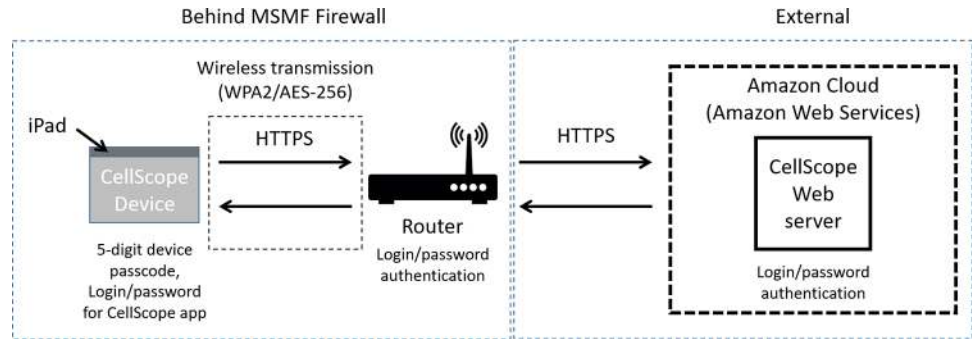 Behind MSMF Firewall
External
Wireless transmission
(WPA2/AES-256)
iPad
HTTPS
CellScope
Device
5-digit device
passcode,
Login/password
for CellScope app
Router
Login/password
authentication
HTTPS
Amazon Cloud
(Amazon Web Services)
CellScope
Web
server
Login/password
authentication